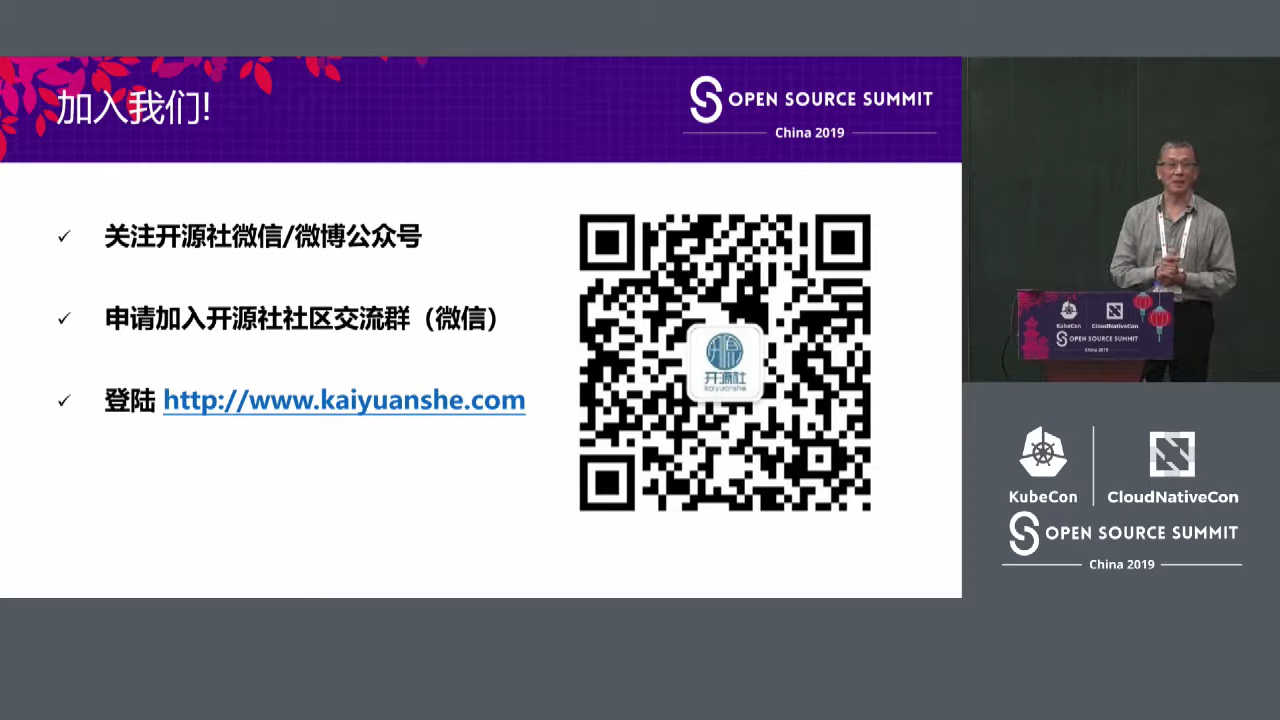 加入我们!
OPEN SOURCE SUMMIT
China 2019
关注开源社微信/微博公众号
申请加入开源社社区交流群（微信）
登陆 http://www.kaiyuanshe.com
开源社
kaiyuanshe
KubeCon
CloudNativeCon
OPEN SOURCE SUMMIT
China 2019
KubeCon
CloudNativeCon
OPEN SOURCE SUMMIT
China 2019